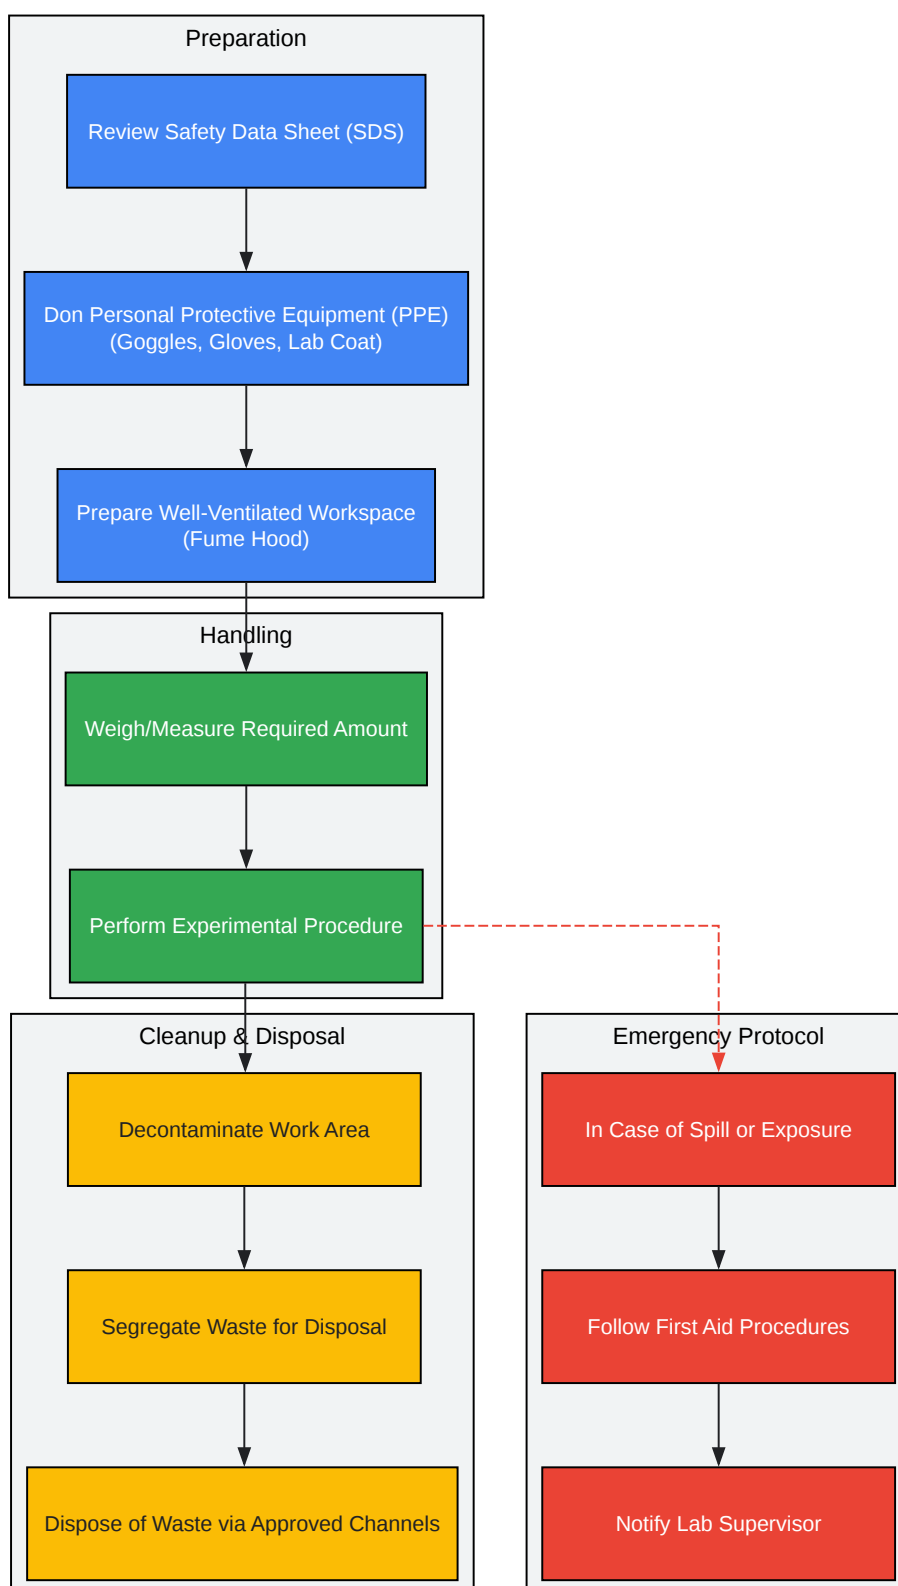 Preparation
Review Safety Data Sheet (SDS)
Don Personal Protective Equipment (PPE)
(Goggles, Gloves, Lab Coat)
Prepare Well-Ventilated Workspace
(Fume Hood)
Handling
Weigh/Measure Required Amount
Perform Experimental Procedure
Cleanup & Disposal
Decontaminate Work Area
Segregate Waste for Disposal
Dispose of Waste via Approved Channels
Emergency Protocol
In Case of Spill or Exposure
Follow First Aid Procedures
Notify Lab Supervisor